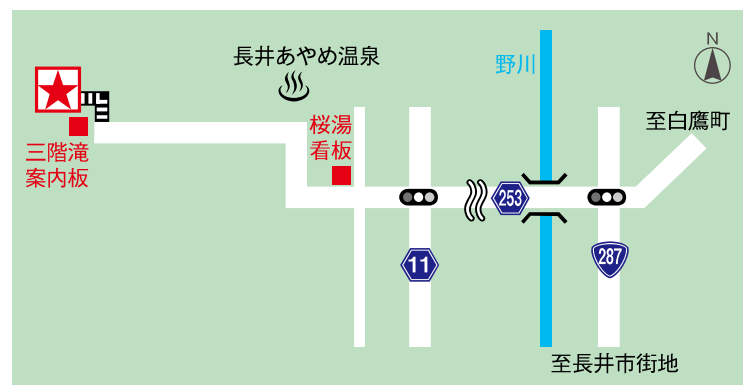 N
長井あやめ温泉
野川
至白鷹町
桜湯
看板
三階滝
案内板
253
11
287
至長井市街地